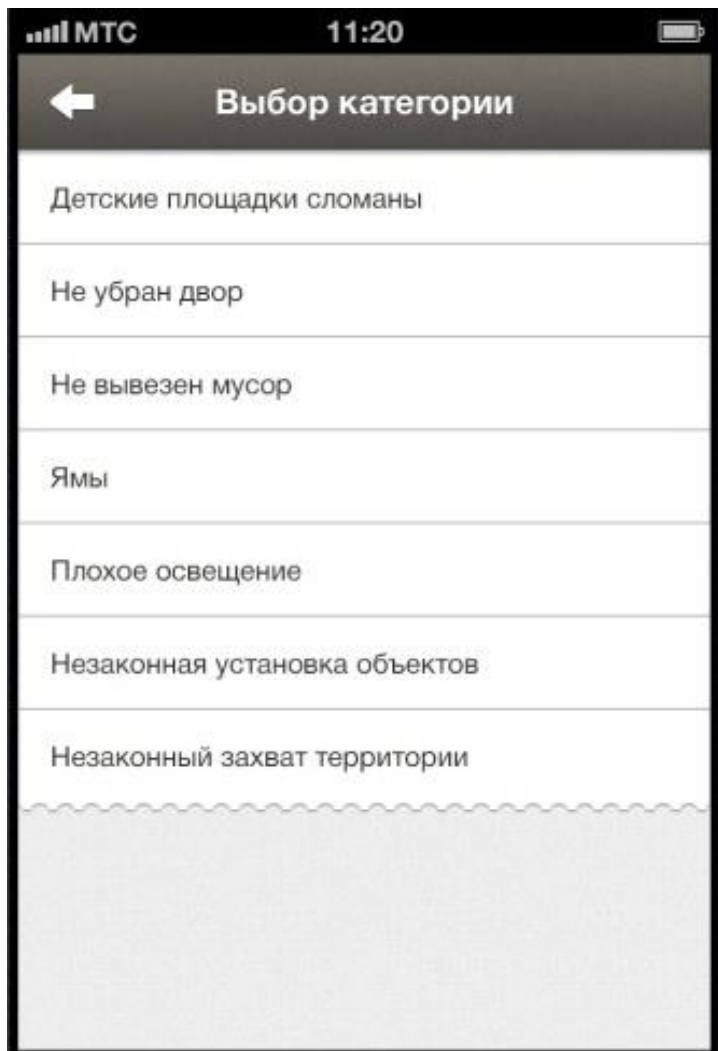 МТС 11:20
Выбор категории
Детские площадки сломаны
Не убран двор
Не вывезен мусор
Ямы
Плохое освещение
Незаконная установка объектов
Незаконный захват территории